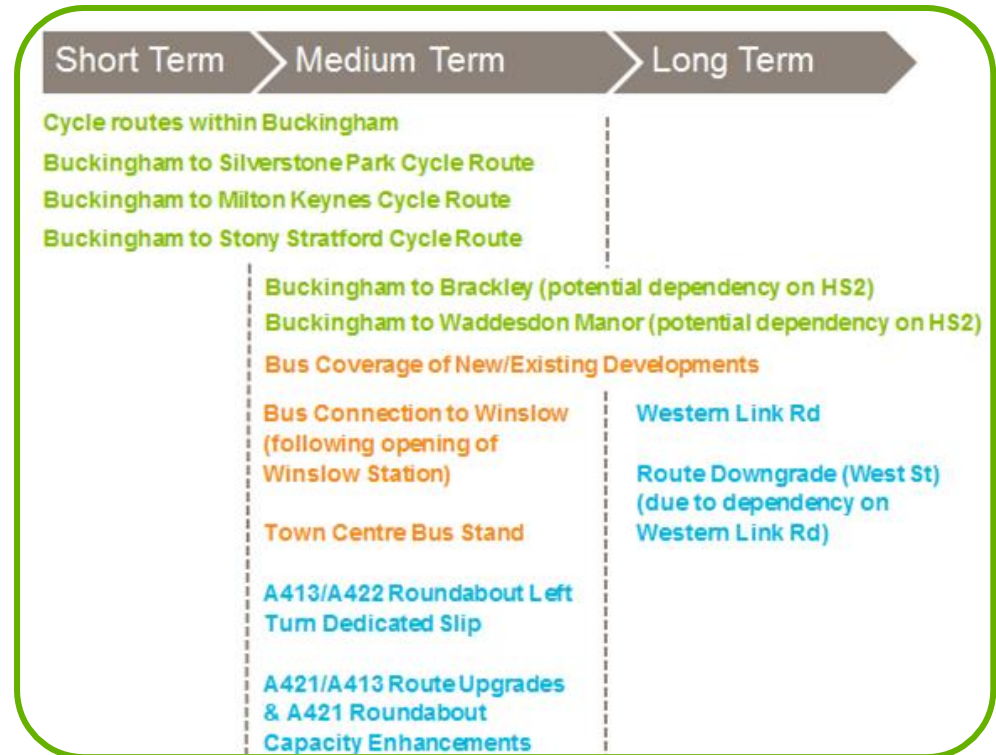 Short Term
Medium Term
Long Term
Cycle routes within Buckingham
Buckingham to Silverstone Park Cycle Route
Buckingham to Milton Keynes Cycle Route
Buckingham to Stony Stratford Cycle Route
Buckingham to Brackley (potential dependency on HS2)
Buckingham to Waddesdon Manor (potential dependency on HS2)
Bus Coverage of New/Existing Developments
Bus Connection to Winslow
(following opening of
Winslow Station)
Town Centre Bus Stand
A413/A422 Roundabout Left
Turn Dedicated Slip
A421/A413 Route Upgrades
& A421 Roundabout
Capacity Enhancements
Western Link Rd
Route Downgrade (West St)
(due to dependency on
Western Link Rd)